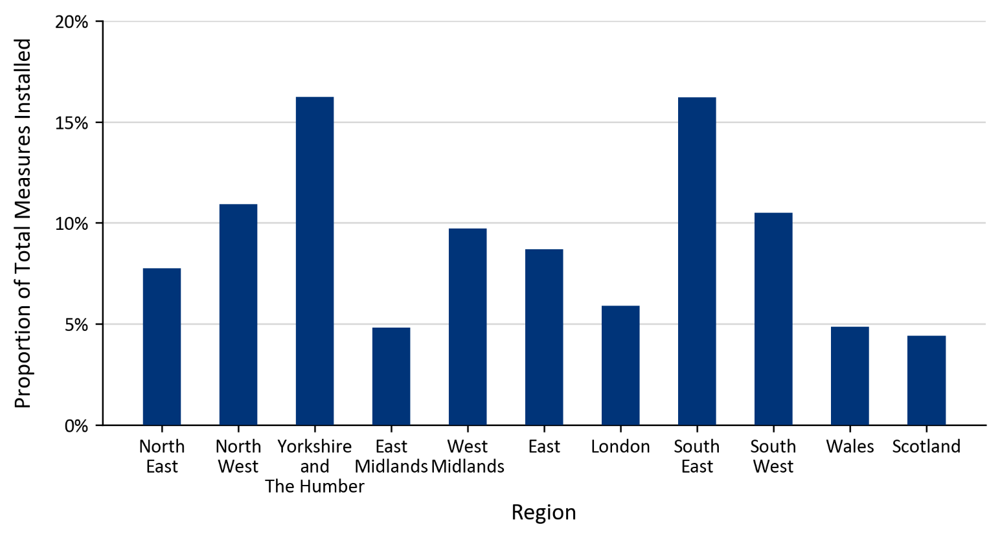 Proportion of Total Measures Installed
20%
15%
10%
5%
0%
North
East
North
West
Yorkshire
and
The Humber
East
Midlands
West
Midlands
East
London
South
East
South
West
Wales
Scotland
Region